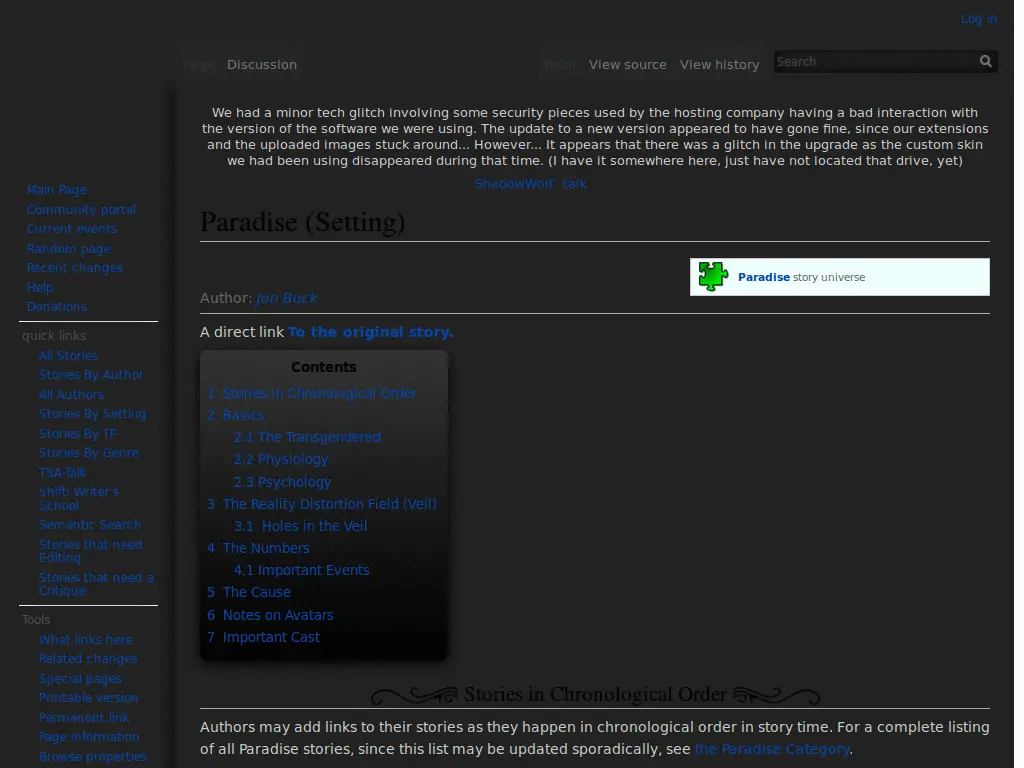 Log in
Page
Discussion
Read
View source
View history
Search
We had a minor tech glitch involving some security pieces used by the hosting company having a bad interaction with
the version of the software we were using. The update to a new version appeared to have gone fine, since our extensions
and the uploaded images stuck around... However... It appears that there was a glitch in the upgrade as the custom skin
we had been using disappeared during that time. (I have it somewhere here, just have not located that drive, yet)
ShadowWolf talk
Paradise (Setting)
Paradise story universe
Author: Jon Buck
A direct link To the original story.
Contents
1 Stories in Chronological Order
2 Basics
2.1 The Transgendered
2.2 Physiology
2.3 Psychology
3 The Reality Distortion Field (Veil)
3.1 Holes in the Veil
4 The Numbers
4.1 Important Events
5 The Cause
6 Notes on Avatars
7 Important Cast
Stories in Chronological Order
Authors may add links to their stories as they happen in chronological order in story time. For a complete listing
of all Paradise stories, since this list may be updated sporadically, see the Paradise Category.
Main Page
Community portal
Current events
Random page
Recent changes
Help
Donations
quick links
All Stories
Stories By Author
All Authors
Stories By Setting
Stories By TF
Stories By Genre
TSA-Talk
Shifti Writer's
School
Semantic Search
Stories that need
Editing
Stories that need a
Critique
Tools
What links here
Related changes
Special pages
Printable version
Permanent link
Page information
Browse properties